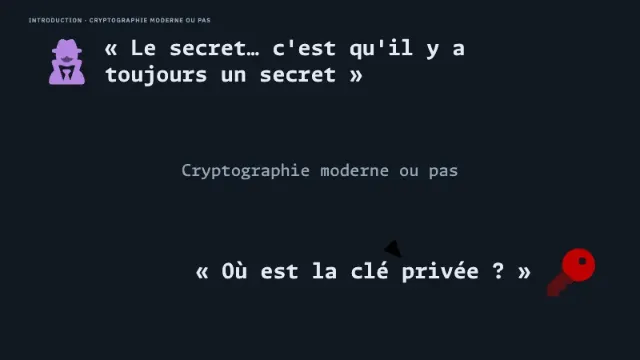 INTRODUCTION - CRYPTOGRAPHIE MODERNE OU PAS
« Le secret… c'est qu'il y a
toujours un secret »
Cryptographie moderne ou pas
« Où est la clé privée ? »